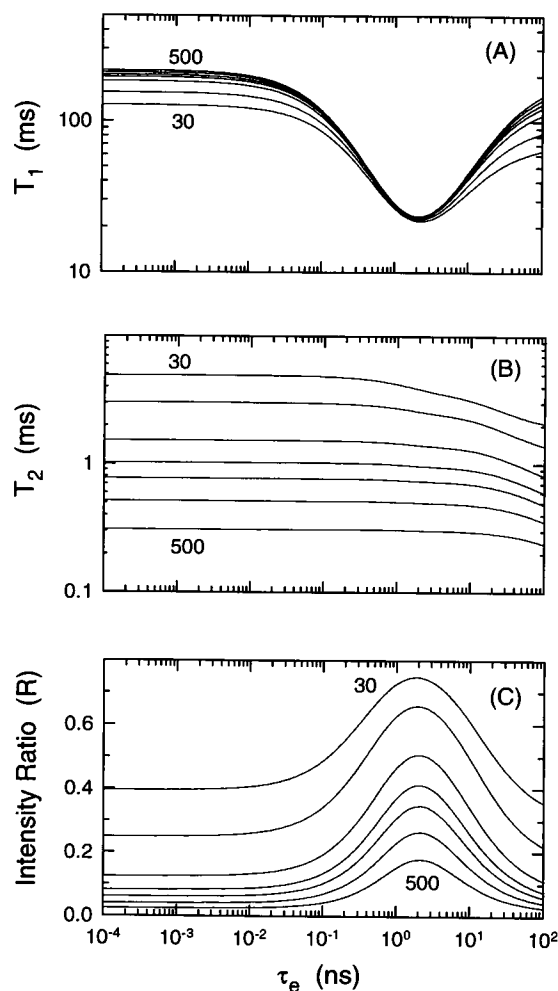 (A)
500
100
30
T₁ (ms)
10
(B)
30
1
T₂ (ms)
500
0.1
(C)
30
0.6
0.4
Intensity Ratio (R)
0.2
500
0.0
10⁻⁴ 10⁻³ 10⁻² 10⁻¹ 10⁰ 10¹ 10²
τₑ (ns)